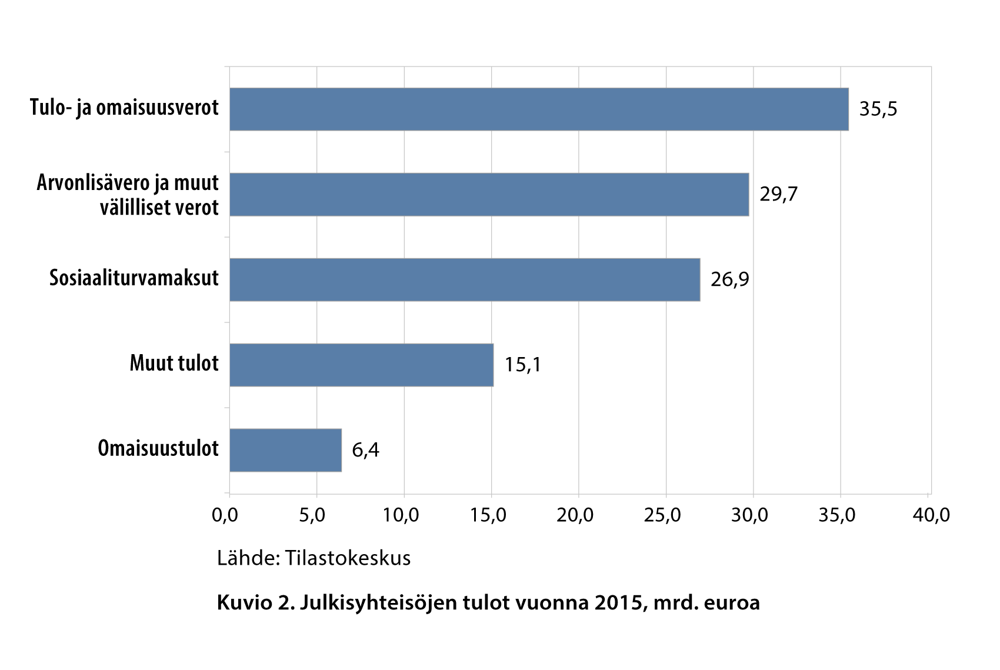 Tulo- ja omaisuusverot
35,5
Arvonlisävero ja muut
välilliset verot
29,7
Sosiaaliturvamaksut
26,9
Muut tulot
15,1
Omaisuustulot
6,4
0,0 5,0 10,0 15,0 20,0 25,0 30,0 35,0 40,0
Lähde: Tilastokeskus
Kuvio 2. Julkisyhteisöjen tulot vuonna 2015, mrd. euroa